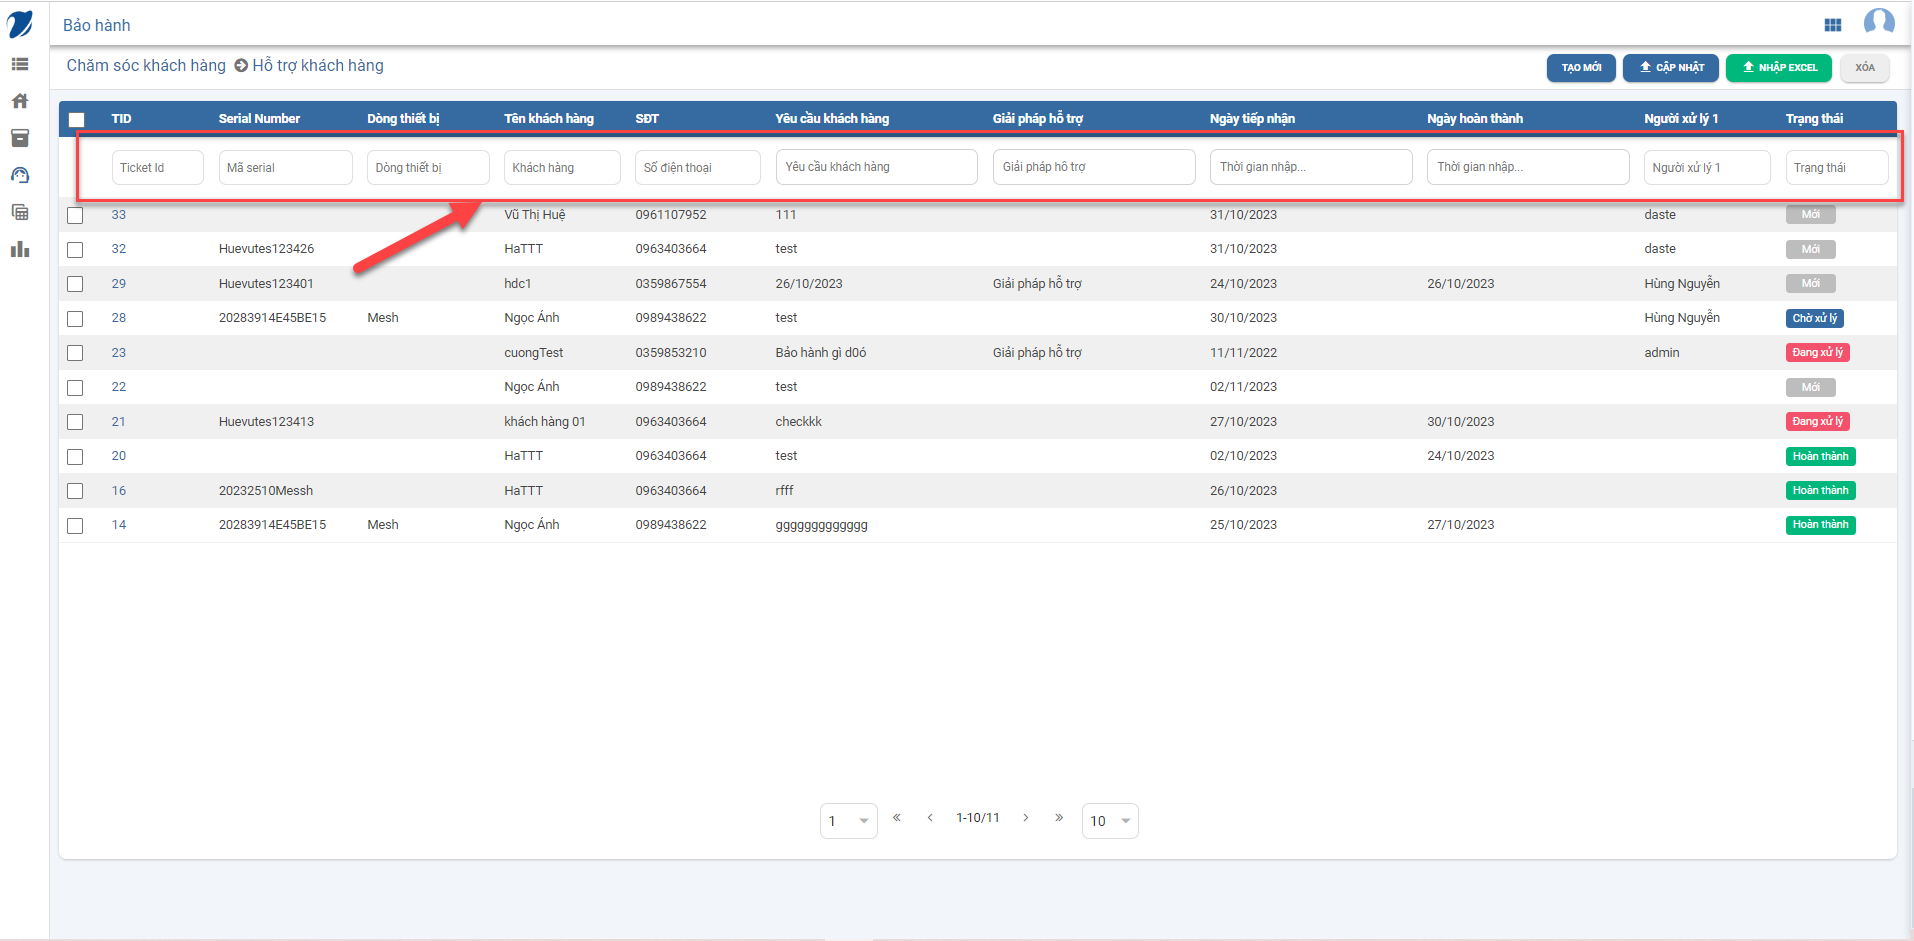 Bảo hành
Chăm sóc khách hàng Hỗ trợ khách hàng
TẠO MỚI CẬP NHẬT NHẬP EXCEL XÓA
TID Serial Number Dòng thiết bị Tên khách hàng SĐT Yêu cầu khách hàng Giải pháp hỗ trợ Ngày tiếp nhận Ngày hoàn thành Người xử lý 1 Trạng thái
Ticket Id Mã serial Dòng thiết bị Khách hàng Số điện thoại Yêu cầu khách hàng Giải pháp hỗ trợ Thời gian nhập... Thời gian nhập... Người xử lý 1 Trạng thái
33 Vũ Thị Huệ 0961107952 111 31/10/2023 daste Mới
32 Huevutes123426 HaTTT 0963403664 test 31/10/2023 daste Mới
29 Huevutes123401 hdc1 0359867554 26/10/2023 Giải pháp hỗ trợ 24/10/2023 26/10/2023 Hùng Nguyễn Mới
28 20283914E45BE15 Mesh Ngọc Ánh 0989438622 test 30/10/2023 Hùng Nguyễn Chờ xử lý
23 cuongTest 0359853210 Bảo hành gì d0ó Giải pháp hỗ trợ 11/11/2022 admin Đang xử lý
22 Ngọc Ánh 0989438622 test 02/11/2023 Mới
21 Huevutes123413 khách hàng 01 0963403664 checkkk 27/10/2023 30/10/2023 Đang xử lý
20 HaTTT 0963403664 test 02/10/2023 24/10/2023 Hoàn thành
16 20232510Messh HaTTT 0963403664 rfff 26/10/2023 Hoàn thành
14 20283914E45BE15 Mesh Ngọc Ánh 0989438622 ggggggggggggg 25/10/2023 27/10/2023 Hoàn thành
1 « ‹ 1-10/11 › » 10